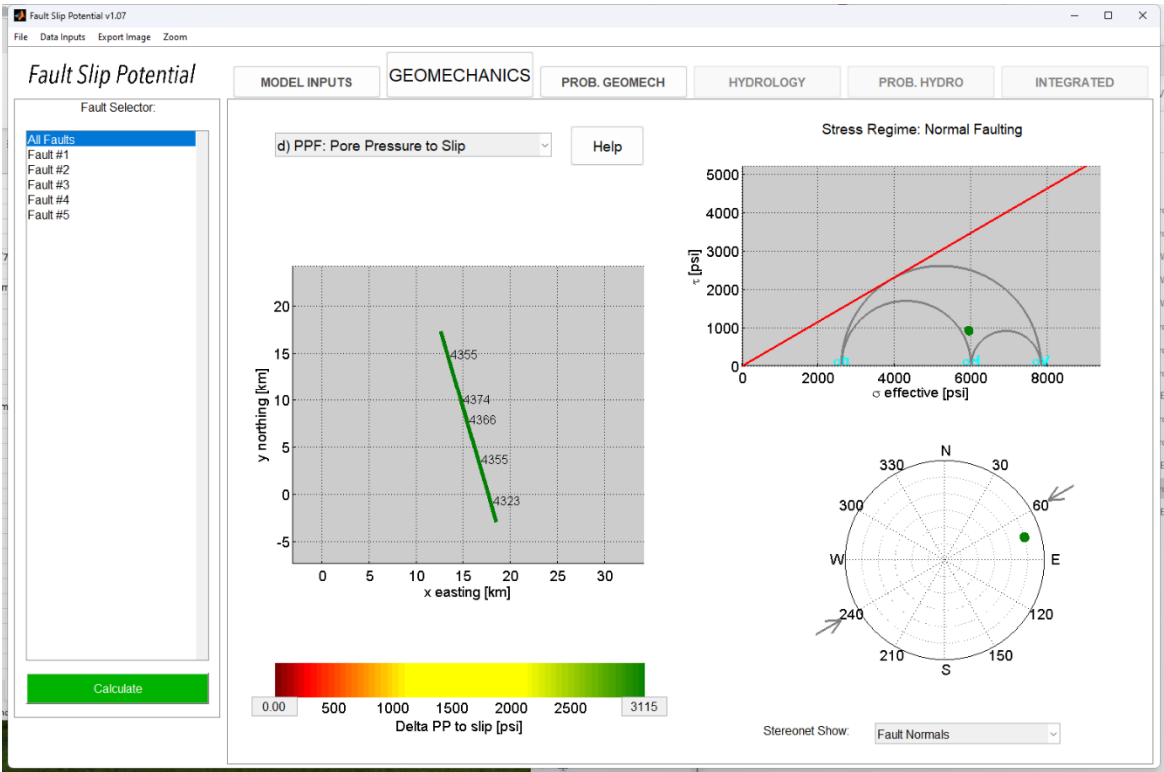 Fault Slip Potential v1.07
File Data Inputs Export Image Zoom
Fault Slip Potential
MODEL INPUTS GEOMECHANICS PROB. GEOMECH HYDROLOGY PROB. HYDRO INTEGRATED
Fault Selector:
All Faults
Fault #1
Fault #2
Fault #3
Fault #4
Fault #5
Calculate
d) PPF: Pore Pressure to Slip
Help
20
15
10
5
0
-5
y northing [km]
4355
4374
4366
4355
4323
0 5 10 15 20 25 30
x easting [km]
0.00 500 1000 1500 2000 2500 3115
Delta PP to slip [psi]
Stress Regime: Normal Faulting
5000
4000
3000
2000
1000
0
τ [psi]
0 2000 4000 6000 8000
σ effective [psi]
N
30
60
E
120
150
S
210
240
W
300
330
Stereonet Show: Fault Normals